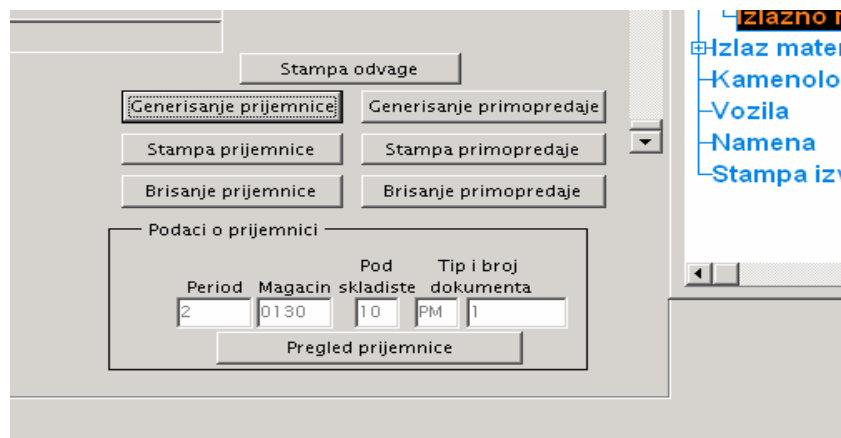 Stampa odvage
Generisanje prijemnice
Generisanje primopredaje
Stampa prijemnice
Stampa primopredaje
Brisanje prijemnice
Brisanje primopredaje
Podaci o prijemnici
Pod
Tip i broj
Period Magacin skladiste dokumenta
2 0130 10 PM 1
Pregled prijemnice
Izlazno
Izlaz mate
Kamenolo
Vozila
Namena
Stampa izv